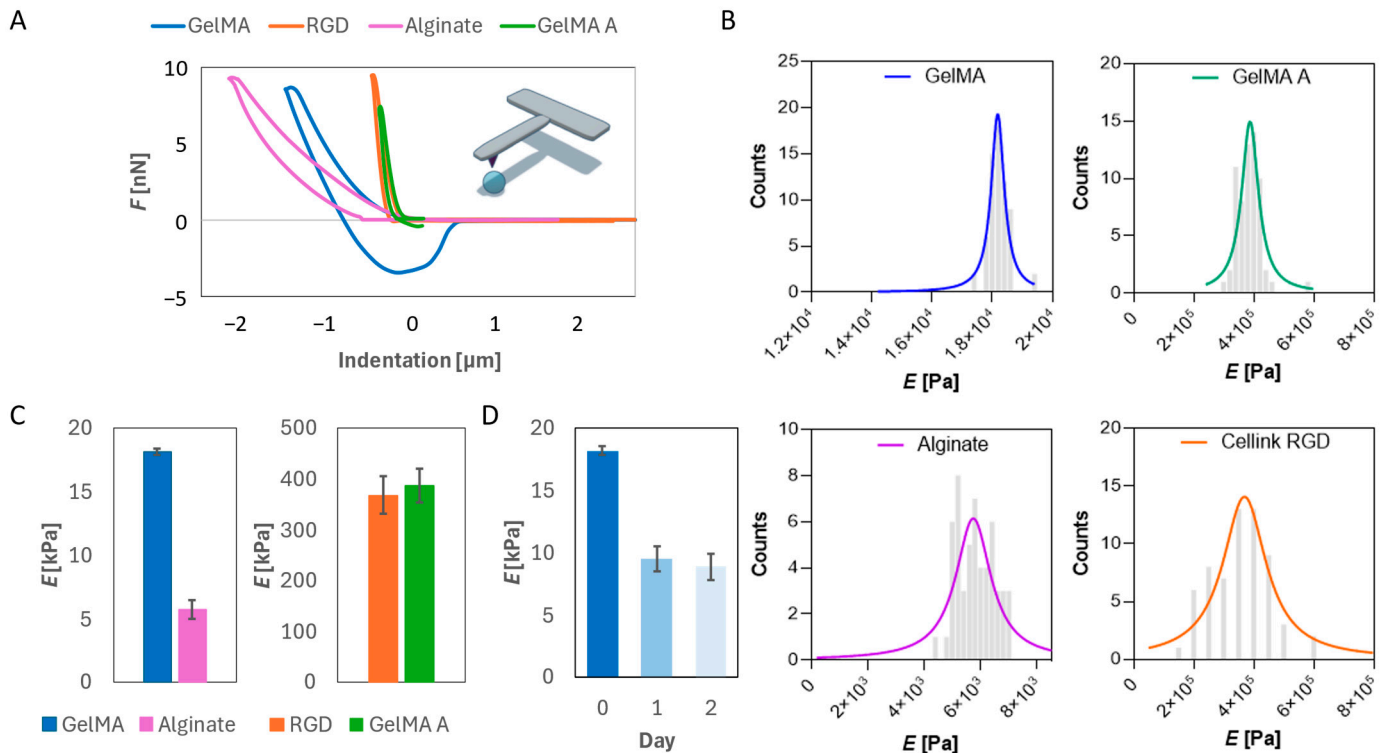 A
GelMA RGD Alginate GelMA A
10
5
0
−5
F [nN]
−2 −1 0 1 2
Indentation [µm]
B
GelMA
25
20
15
10
5
0
Counts
1.2×10⁴ 1.4×10⁴ 1.6×10⁴ 1.8×10⁴ 2×10⁴
E [Pa]
GelMA A
20
15
10
5
0
Counts
0 2×10⁵ 4×10⁵ 6×10⁵ 8×10⁵
E [Pa]
Alginate
10
8
6
4
2
0
Counts
0 2×10³ 4×10³ 6×10³ 8×10³
E [Pa]
Cellink RGD
20
15
10
5
0
Counts
0 2×10⁵ 4×10⁵ 6×10⁵ 8×10⁵
E [Pa]
C
20
15
10
5
0
E [kPa]
500
400
300
200
100
0
E [kPa]
GelMA Alginate RGD GelMA A
D
20
15
10
5
0
E [kPa]
0 1 2
Day